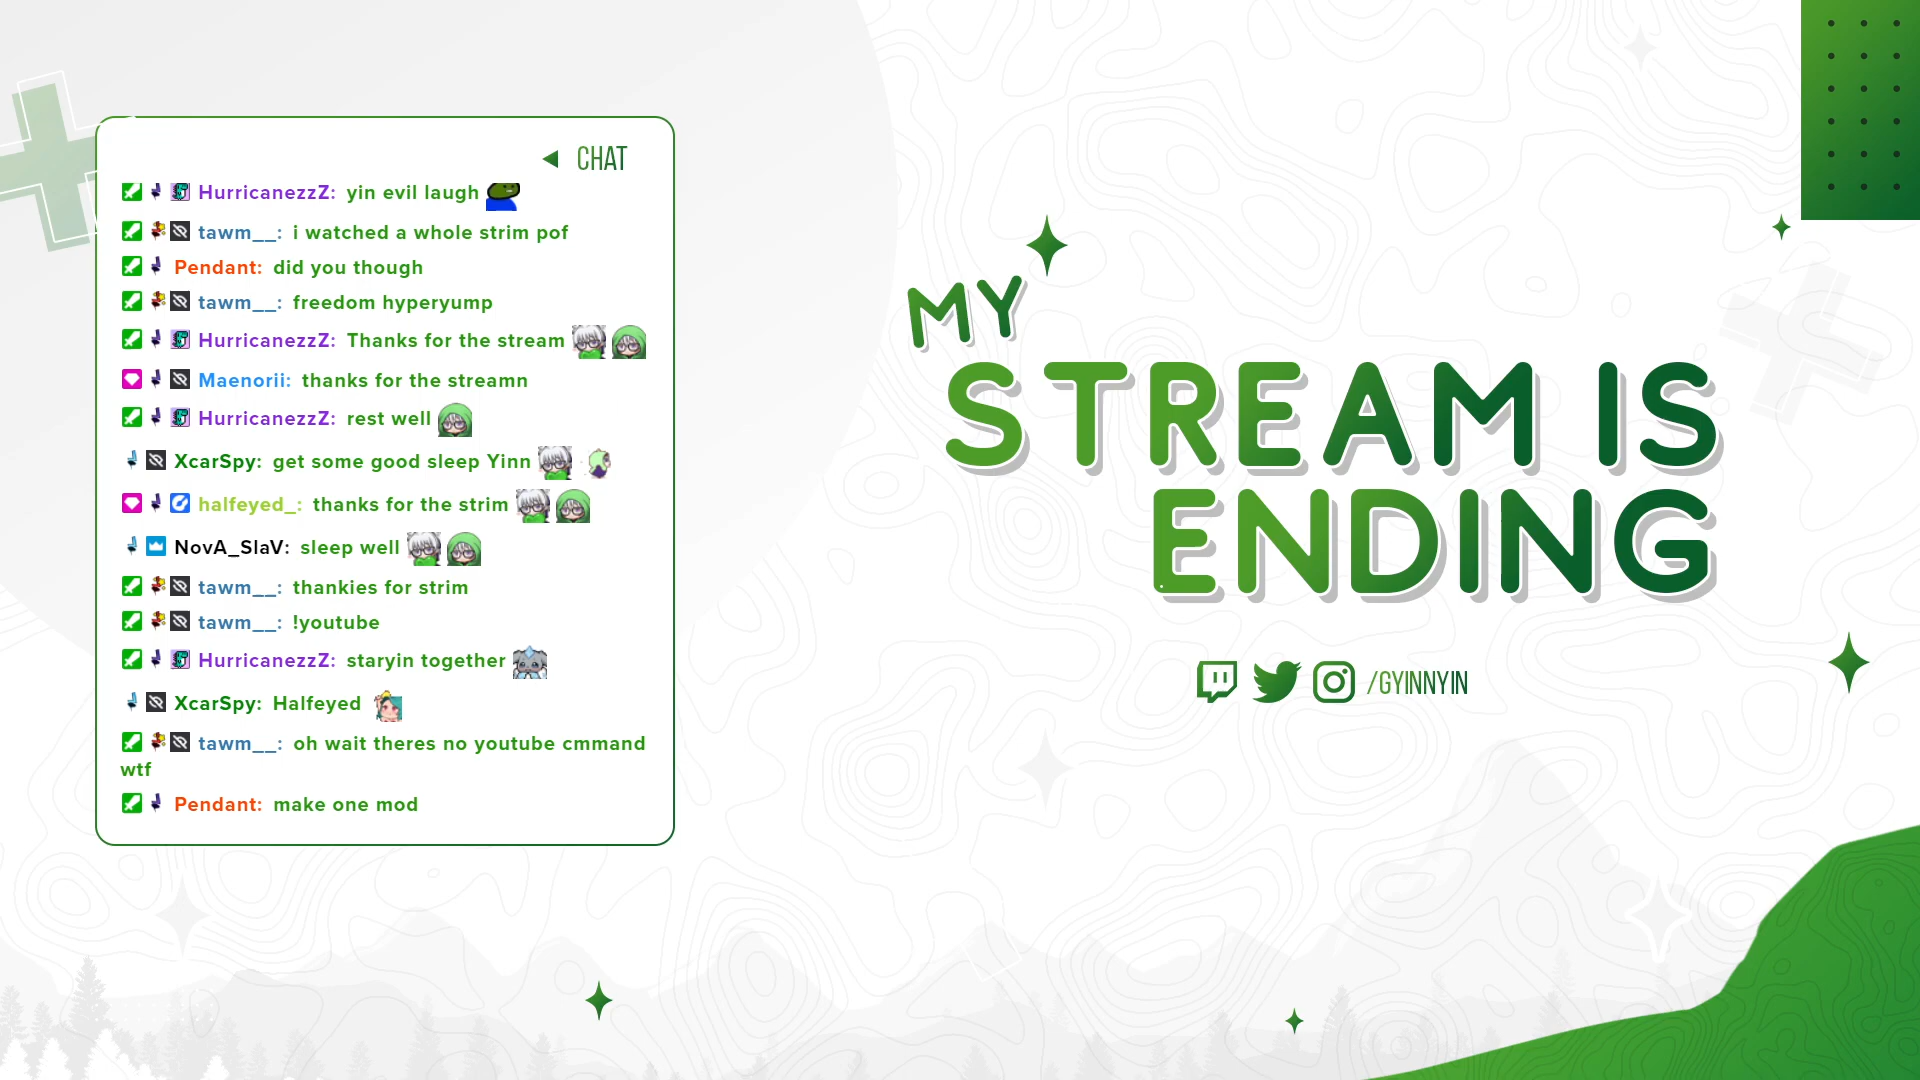 CHAT
HurricanezzZ: yin evil laugh
tawm__: i watched a whole strim pof
Pendant: did you though
tawm__: freedom hyperyump
HurricanezzZ: Thanks for the stream
Maenorii: thanks for the streamn
HurricanezzZ: rest well
XcarSpy: get some good sleep Yinn
halfeyed_: thanks for the strim
NovA_SlaV: sleep well
tawm__: thankies for strim
tawm__: !youtube
HurricanezzZ: staryin together
XcarSpy: Halfeyed
tawm__: oh wait theres no youtube cmmand
wtf
Pendant: make one mod
MY
STREAM IS
ENDING
/GYINNYIN